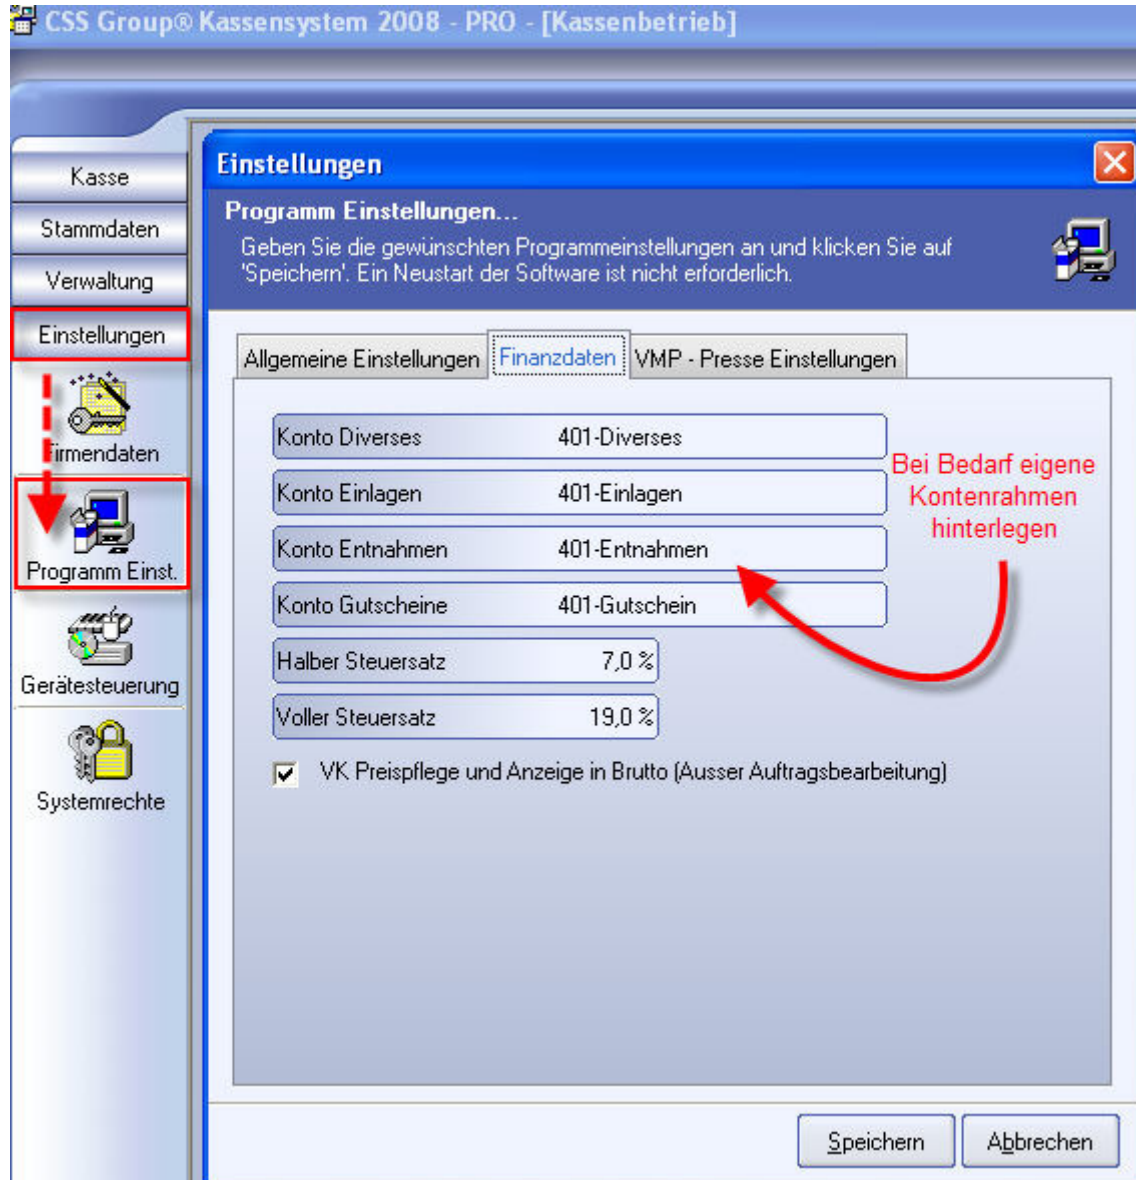 CSS Group® Kassensystem 2008 - PRO - [Kassenbetrieb]
Kasse
Stammdaten
Verwaltung
Einstellungen
Firmendaten
Programm Einst.
Gerätesteuerung
Systemrechte
Einstellungen
Programm Einstellungen...
Geben Sie die gewünschten Programmeinstellungen an und klicken Sie auf
'Speichern'. Ein Neustart der Software ist nicht erforderlich.
Allgemeine Einstellungen Finanzdaten VMP - Presse Einstellungen
Konto Diverses 401-Diverses
Konto Einlagen 401-Einlagen
Konto Entnahmen 401-Entnahmen
Konto Gutscheine 401-Gutschein
Halber Steuersatz 7,0 %
Voller Steuersatz 19,0 %
VK Preispflege und Anzeige in Brutto (Ausser Auftragsbearbeitung)
Bei Bedarf eigene
Kontenrahmen
hinterlegen
Speichern Abbrechen